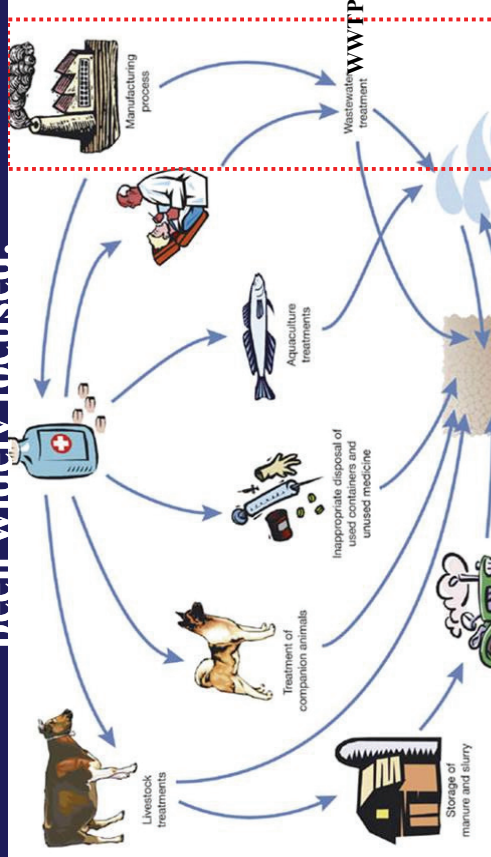 Manufacturing
process
Livestock
treatments
Treatment of
companion animals
Aquaculture
treatments
Inappropriate disposal of
used containers and
unused medicine
Wastewater
treatment
WWTP
Storage of
manure and slurry